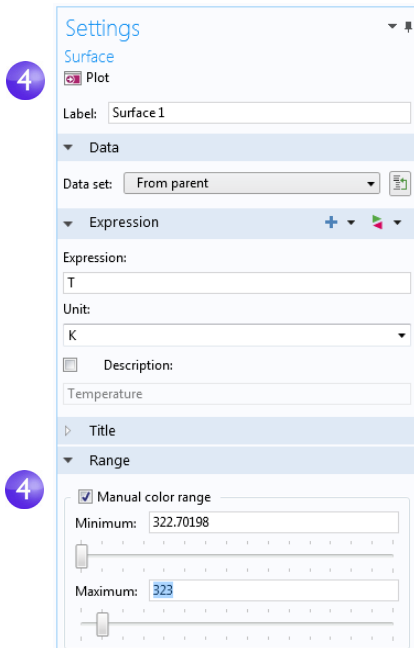 Settings
Surface
4
Plot
Label: Surface 1
Data
Data set: From parent
Expression
Expression:
T
Unit:
K
Description:
Temperature
Title
Range
4
Manual color range
Minimum: 322.70198
Maximum: 323